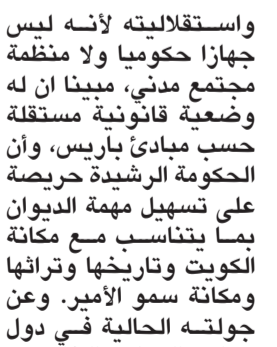 واستقلاليته لأنه ليس
جهازا حكوميا ولا منظمة
مجتمع مدني، مبينا ان له
وضعية قانونية مستقلة
حسب مبادئ باريس، وأن
الحكومة الرشيدة حريصة
على تسهيل مهمة الديوان
بما يتناسب مع مكانة
الكويت وتاريخها وتراثها
ومكانة سمو الأمير. وعن
جولته الحالية في دول